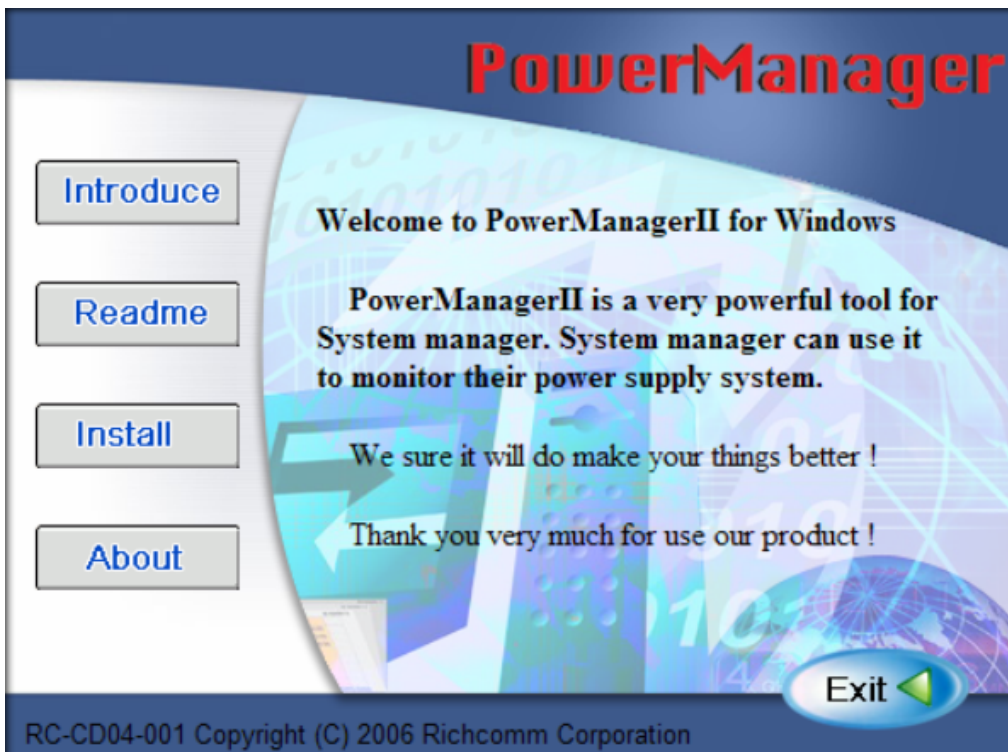 PowerManager
Introduce
Readme
Install
About
Welcome to PowerManagerII for Windows
PowerManagerII is a very powerful tool for
System manager. System manager can use it
to monitor their power supply system.
We sure it will do make your things better !
Thank you very much for use our product !
Exit
RC-CD04-001 Copyright (C) 2006 Richcomm Corporation